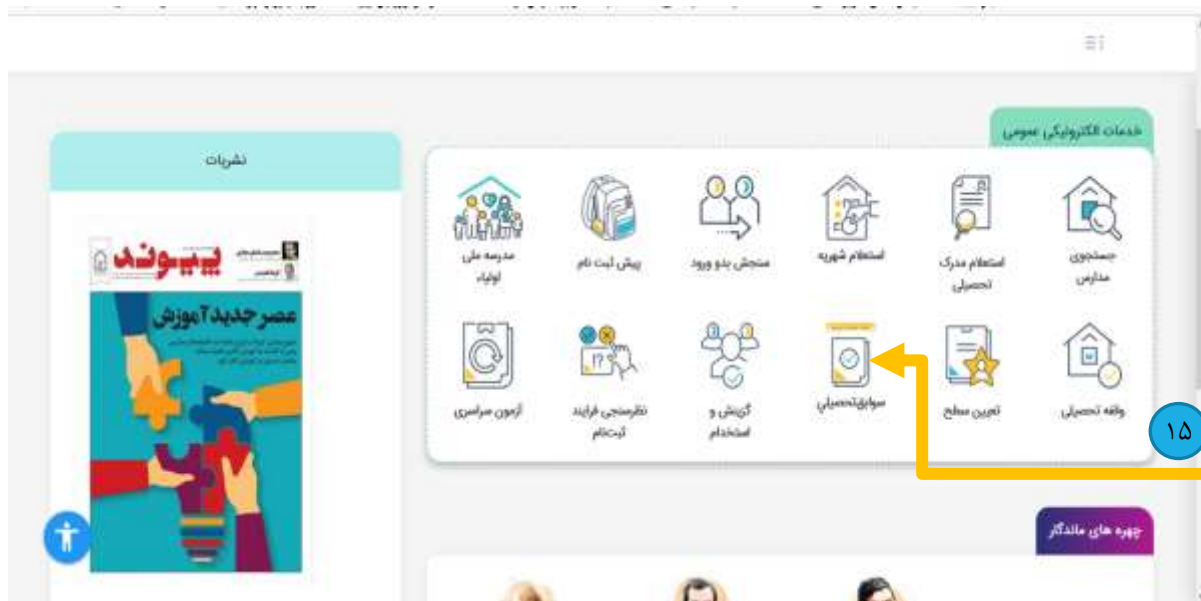 خدمات الکترونیکی عمومی
جستجوی
مدارس
استعلام مدرک
تحصیلی
استعلام شهریه
سنجش بدو ورود
پیش ثبت نام
مدرسه ملی
اولیاء
وقفه تحصیلی
تعیین سطح
سوابق‌تحصیلی
گزینش و
استخدام
نظرسنجی فرایند
ثبت‌نام
آزمون سراسری
۱۵
نشریات
پیوند
عصر جدید آموزش
چهره های ماندگار